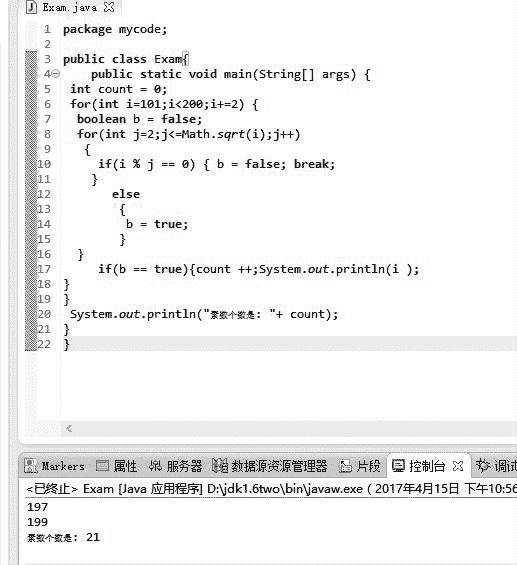 Exam.java
1 package mycode;
2
3 public class Exam{
4 public static void main(String[] args) {
5 int count = 0;
6 for(int i=101;i<200;i+=2) {
7 boolean b = false;
8 for(int j=2;j<=Math.sqrt(i);j++)
9 {
10 if(i % j == 0) { b = false; break;
11 }
12 else
13 {
14 b = true;
15 }
16 }
17 if(b == true){count ++;System.out.println(i );
18 }
19 }
20 System.out.println("素数个数是: "+ count);
21 }
22 }
Markers 属性 服务器 数据源资源管理器 片段 控制台 调试
<已终止> Exam [Java 应用程序] D:\jdk1.6two\bin\javaw.exe ( 2017年4月15日 下午10:56
197
199
素数个数是: 21